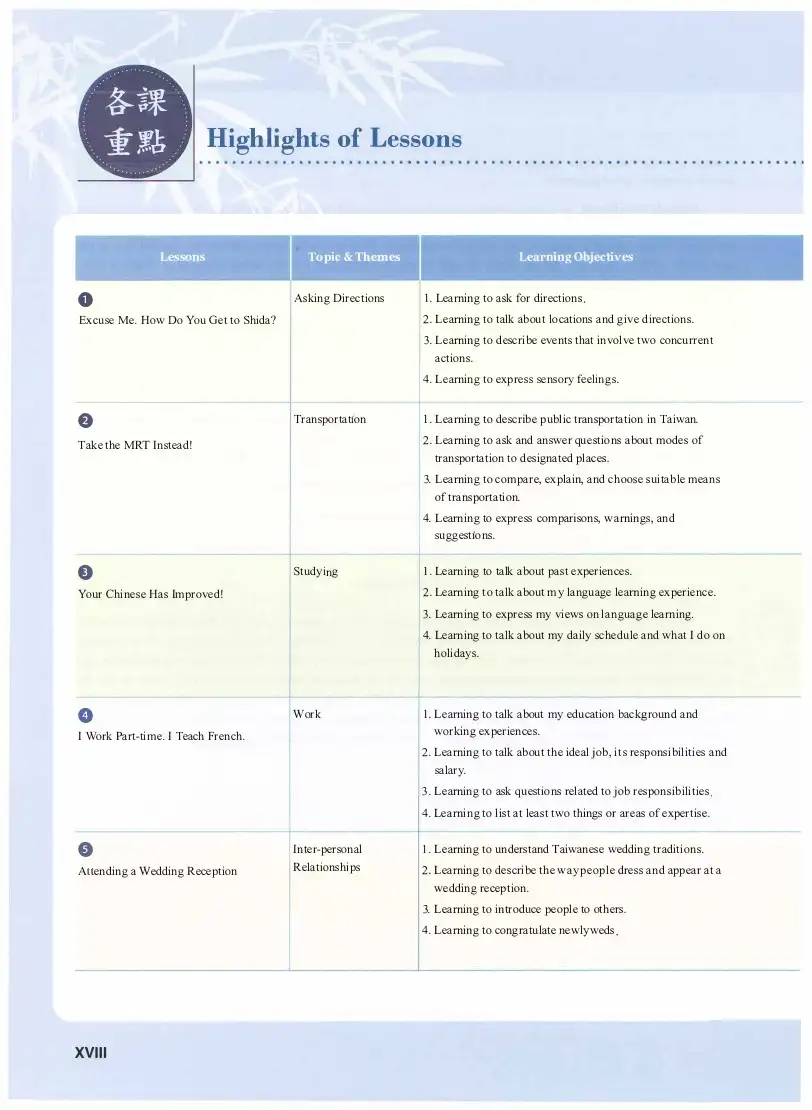 各課
重點
Highlights of Lessons
Lessons
Topic & Themes
Learning Objectives
1
Excuse Me. How Do You Get to Shida?
Asking Directions
1. Learning to ask for directions.
2. Learning to talk about locations and give directions.
3. Learning to describe events that involve two concurrent
actions.
4. Learning to express sensory feelings.
2
Take the MRT Instead!
Transportation
1. Learning to describe public transportation in Taiwan.
2. Learning to ask and answer questions about modes of
transportation to designated places.
3. Learning to compare, explain, and choose suitable means
of transportation.
4. Learning to express comparisons, warnings, and
suggestions.
3
Your Chinese Has Improved!
Studying
1. Learning to talk about past experiences.
2. Learning to talk about my language learning experience.
3. Learning to express my views on language learning.
4. Learning to talk about my daily schedule and what I do on
holidays.
4
I Work Part-time. I Teach French.
Work
1. Learning to talk about my education background and
working experiences.
2. Learning to talk about the ideal job, its responsibilities and
salary.
3. Learning to ask questions related to job responsibilities.
4. Learning to list at least two things or areas of expertise.
5
Attending a Wedding Reception
Inter-personal
Relationships
1. Learning to understand Taiwanese wedding traditions.
2. Learning to describe the way people dress and appear at a
wedding reception.
3. Learning to introduce people to others.
4. Learning to congratulate newlyweds.
XVIII